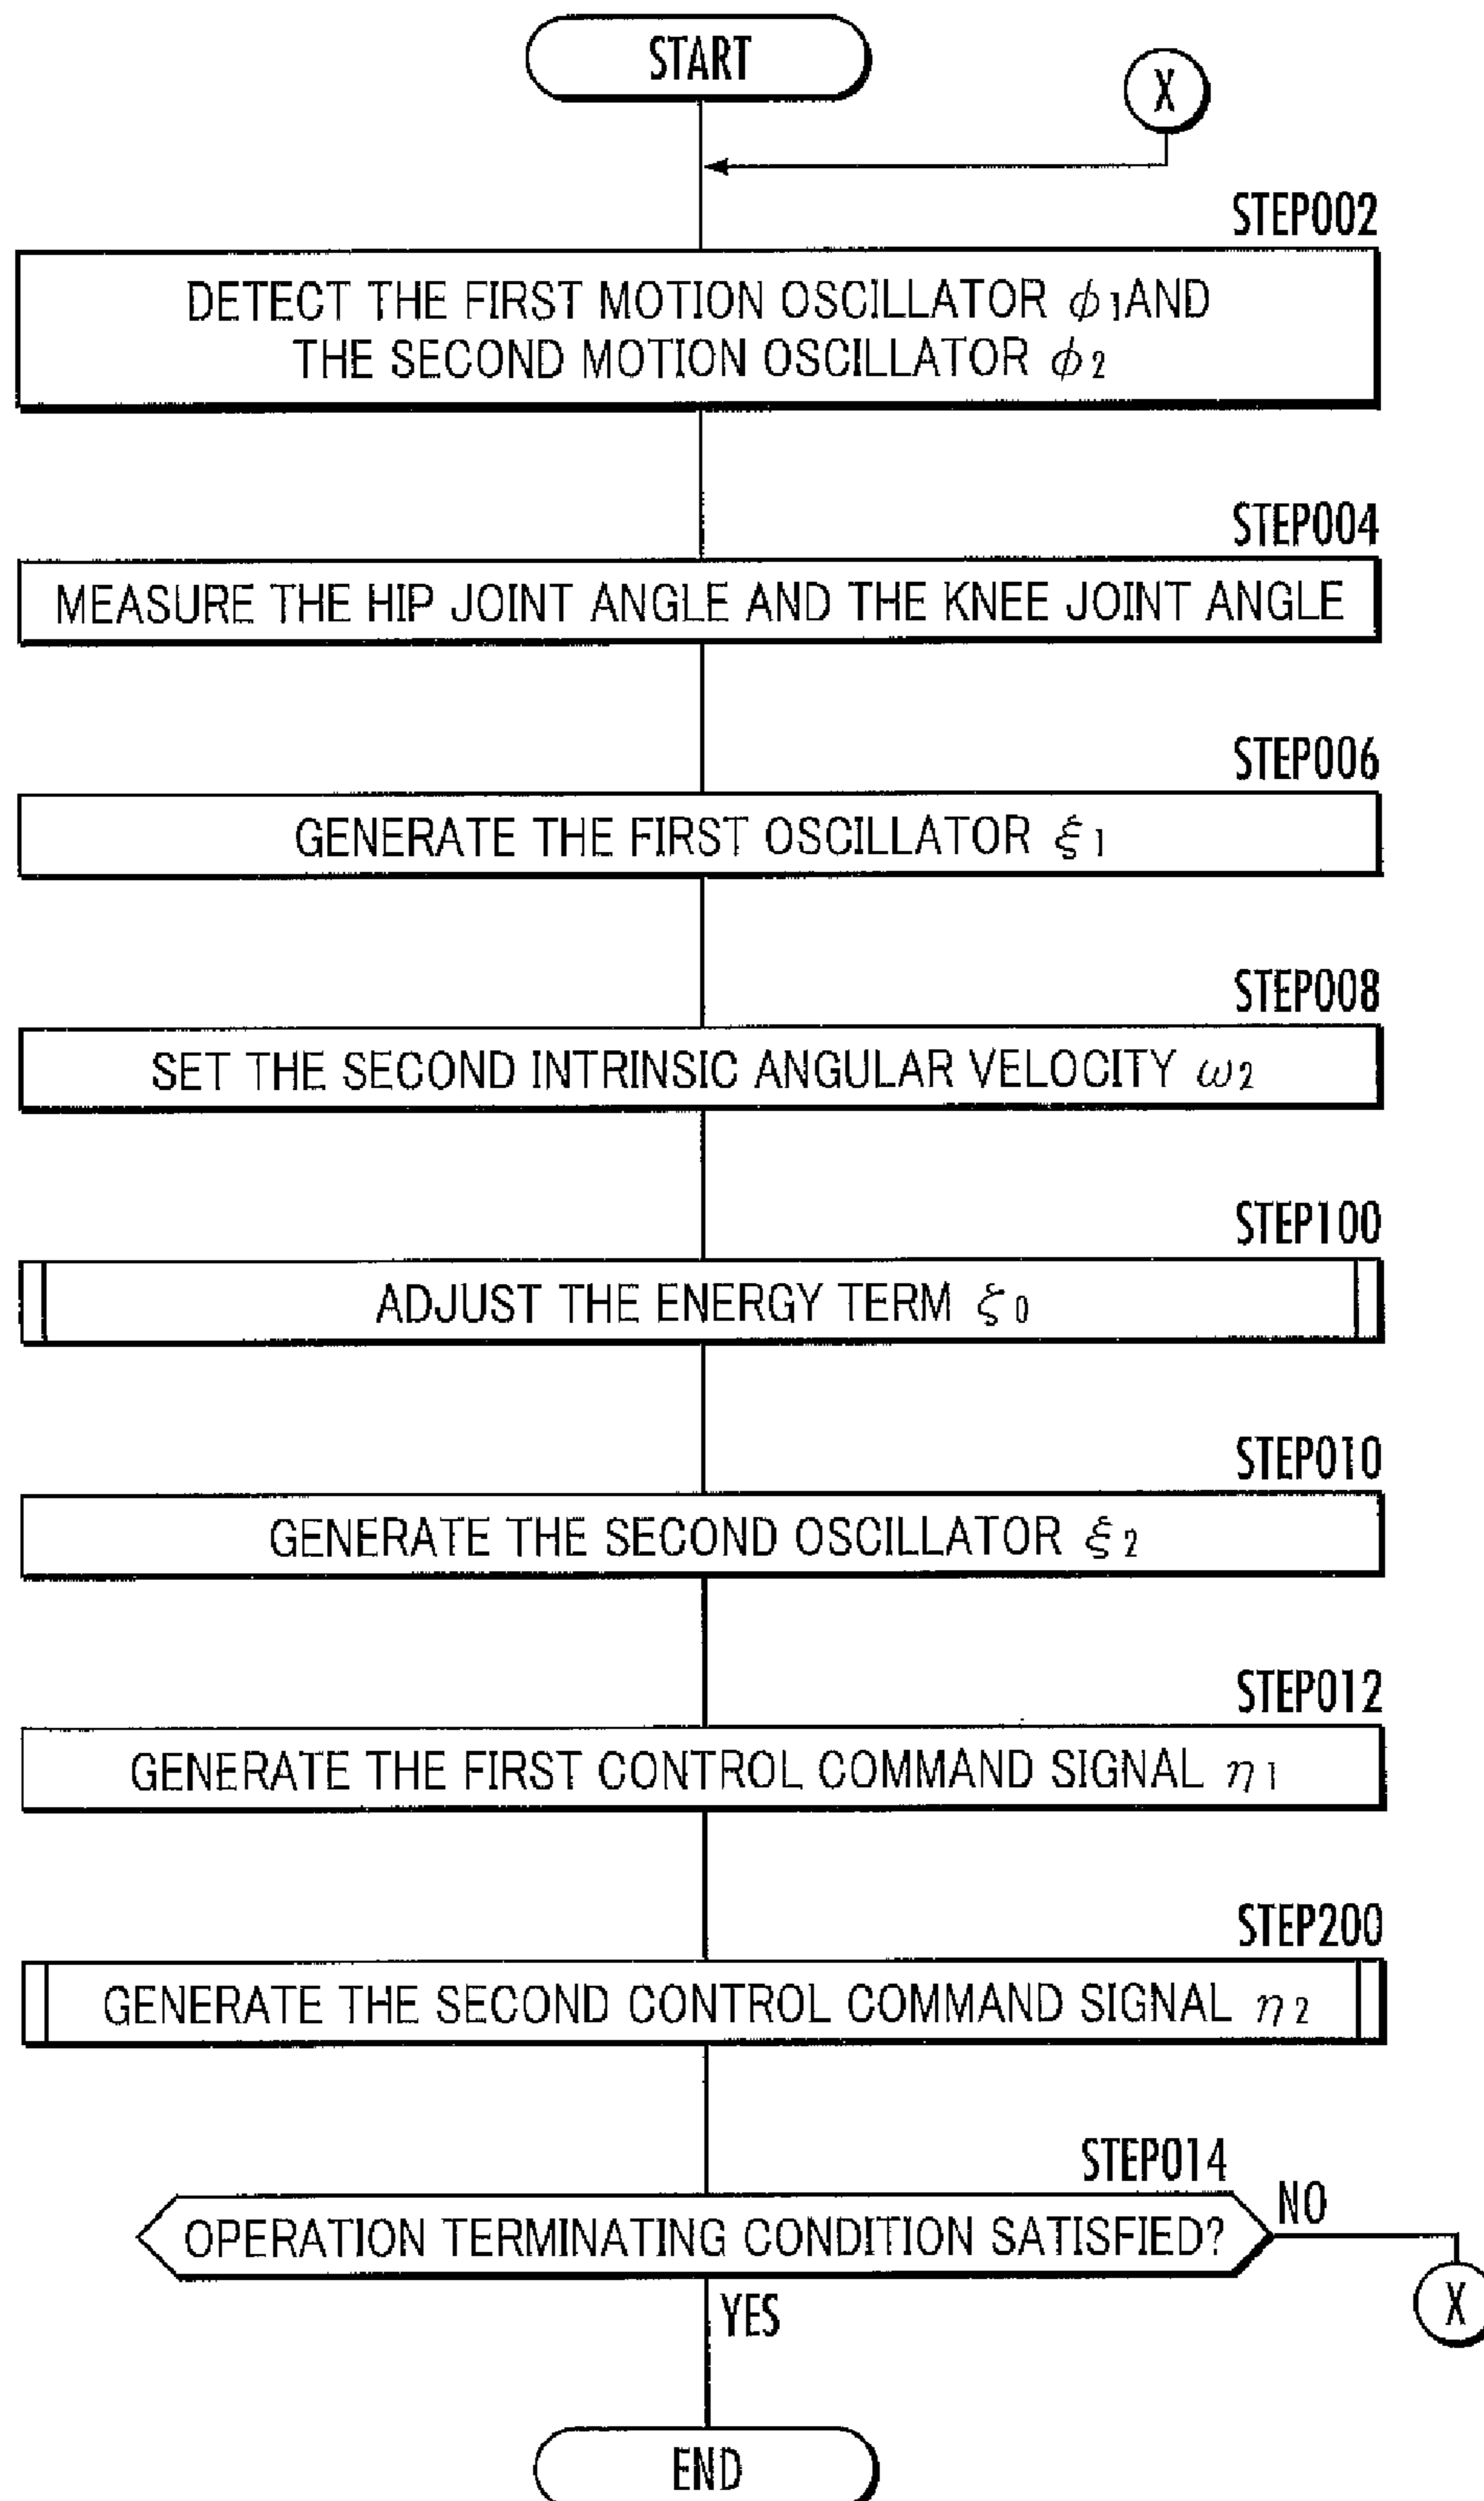 START
X
STEP002
DETECT THE FIRST MOTION OSCILLATOR ϕ1AND
THE SECOND MOTION OSCILLATOR ϕ2
STEP004
MEASURE THE HIP JOINT ANGLE AND THE KNEE JOINT ANGLE
STEP006
GENERATE THE FIRST OSCILLATOR ξ1
STEP008
SET THE SECOND INTRINSIC ANGULAR VELOCITY ω2
STEP100
ADJUST THE ENERGY TERM ζ0
STEP010
GENERATE THE SECOND OSCILLATOR ξ2
STEP012
GENERATE THE FIRST CONTROL COMMAND SIGNAL η1
STEP200
GENERATE THE SECOND CONTROL COMMAND SIGNAL η2
STEP014
OPERATION TERMINATING CONDITION SATISFIED?
NO
X
YES
END